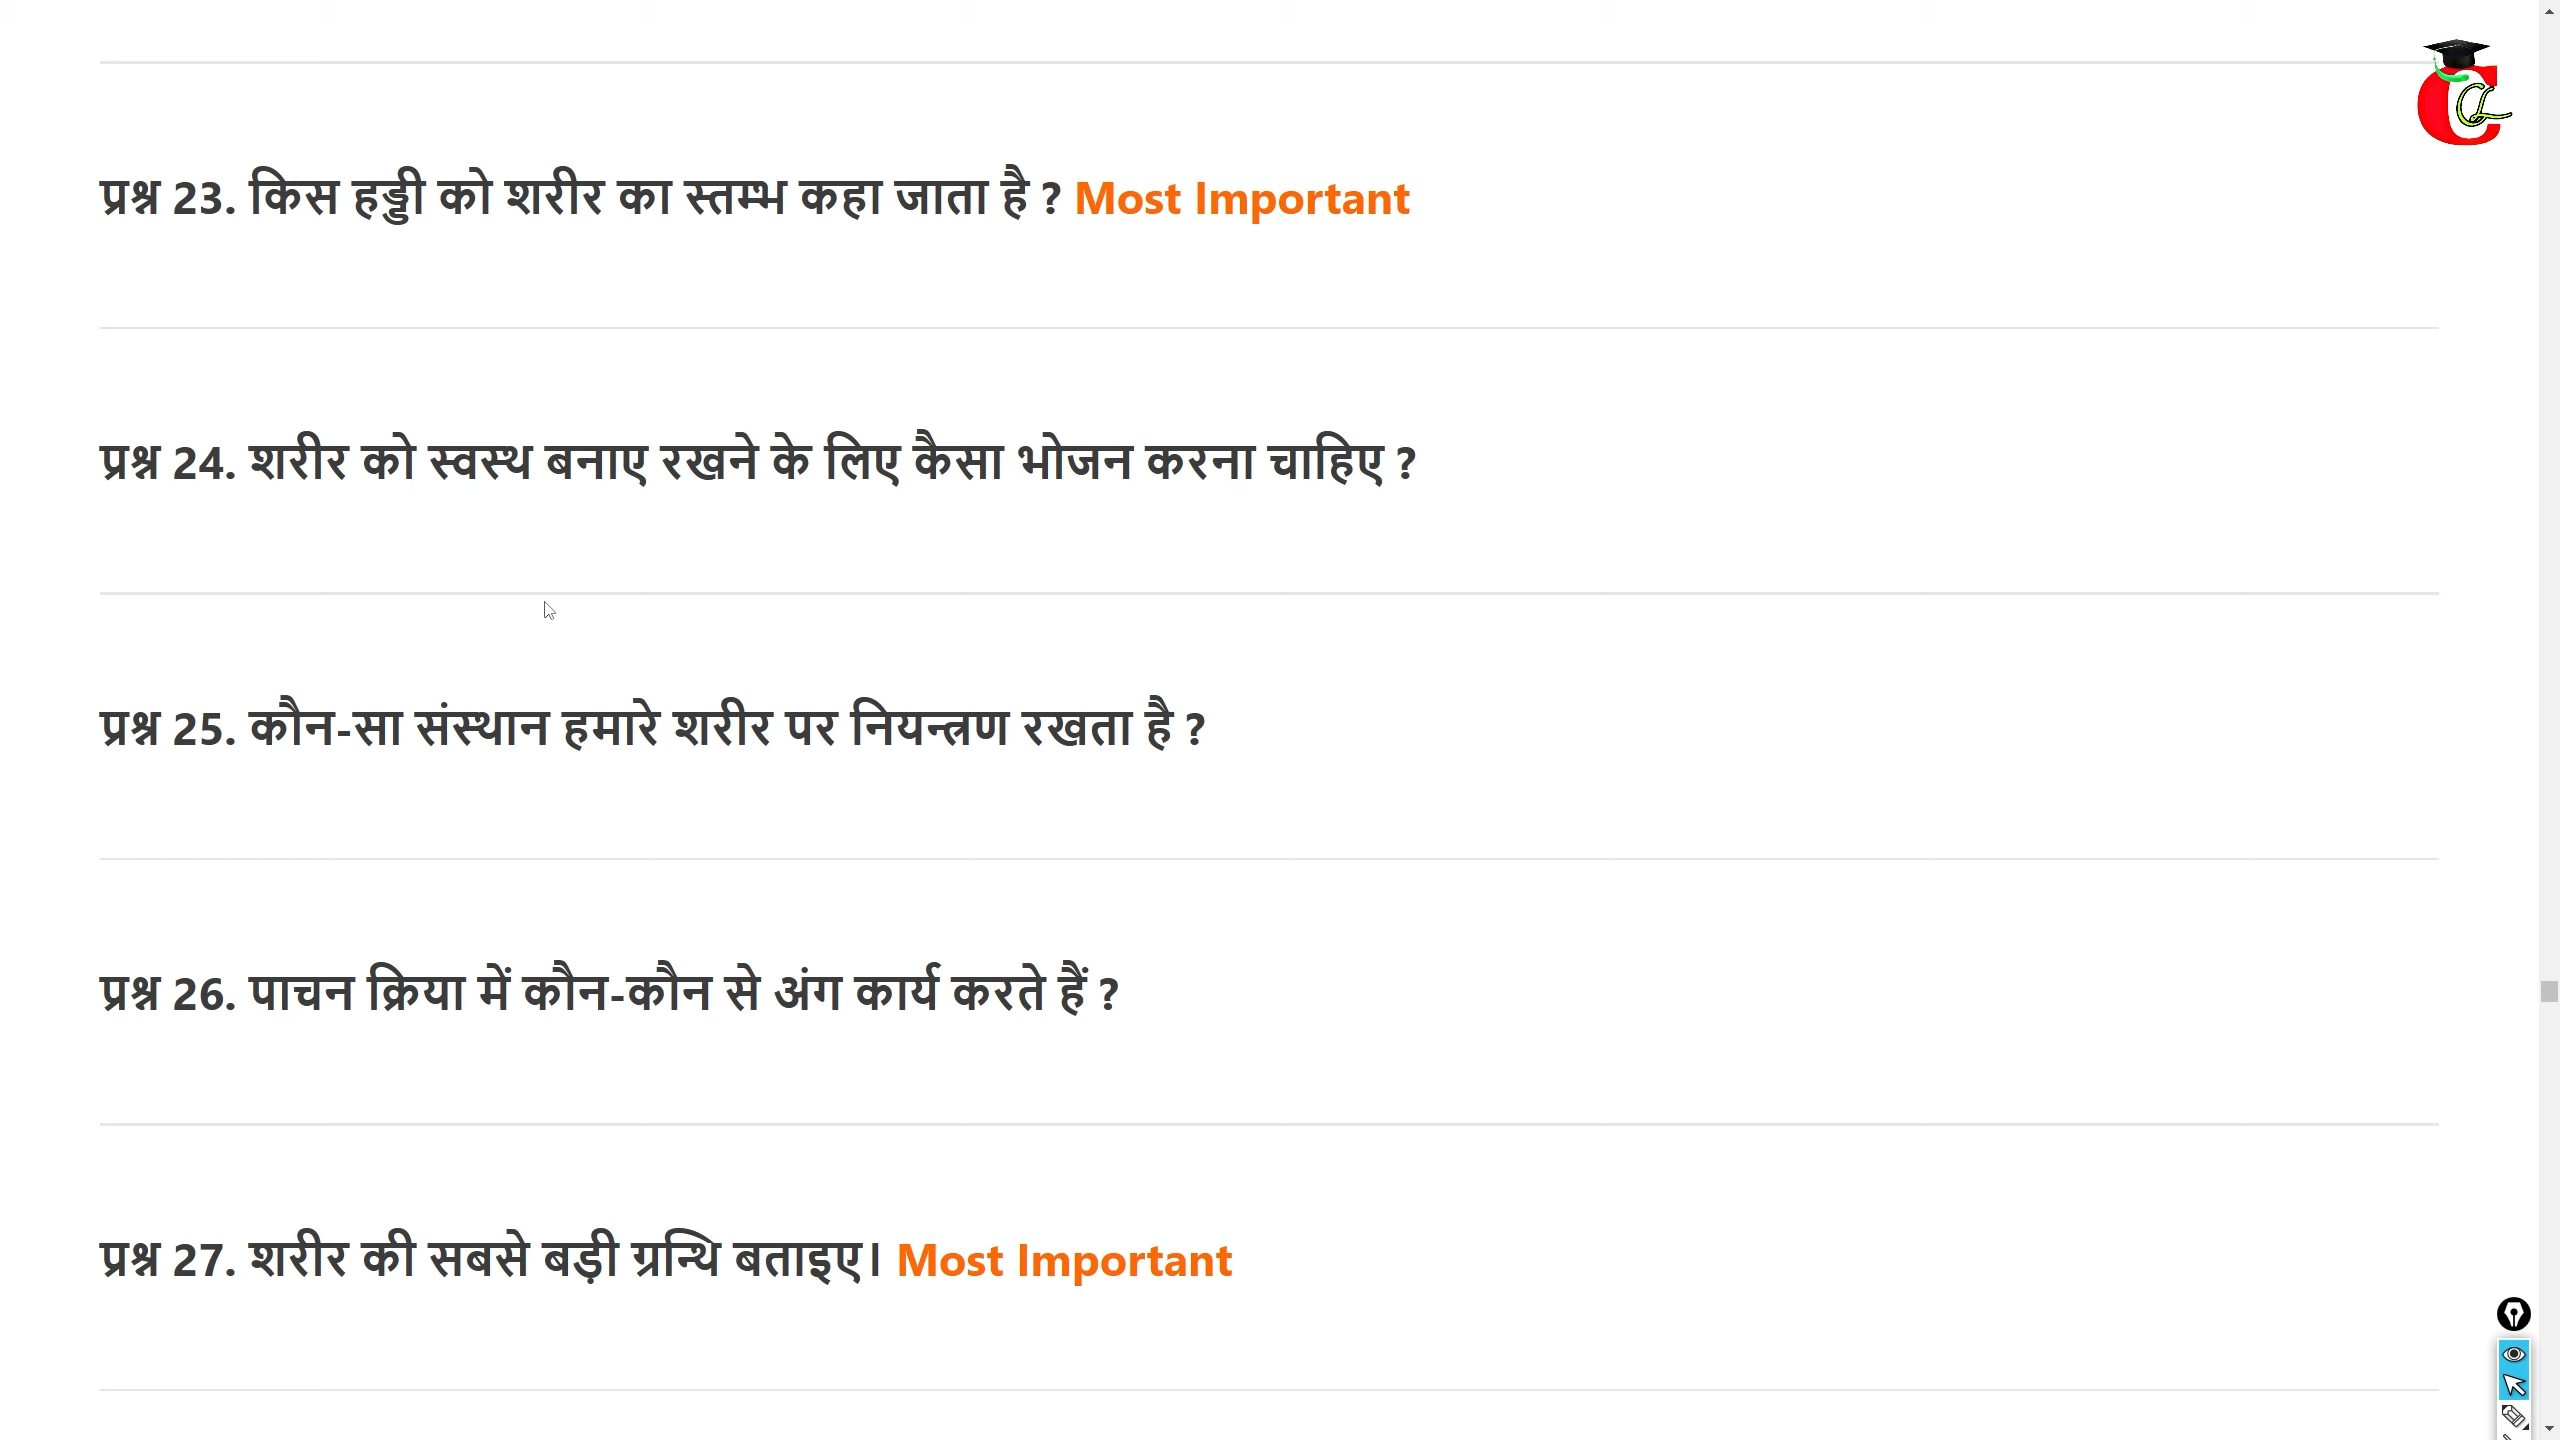 प्रश्न 23. किस हड्डी को शरीर का स्तम्भ कहा जाता है ? Most Important
प्रश्न 24. शरीर को स्वस्थ बनाए रखने के लिए कैसा भोजन करना चाहिए ?
प्रश्न 25. कौन-सा संस्थान हमारे शरीर पर नियन्त्रण रखता है ?
प्रश्न 26. पाचन क्रिया में कौन-कौन से अंग कार्य करते हैं ?
प्रश्न 27. शरीर की सबसे बड़ी ग्रन्थि बताइए। Most Important